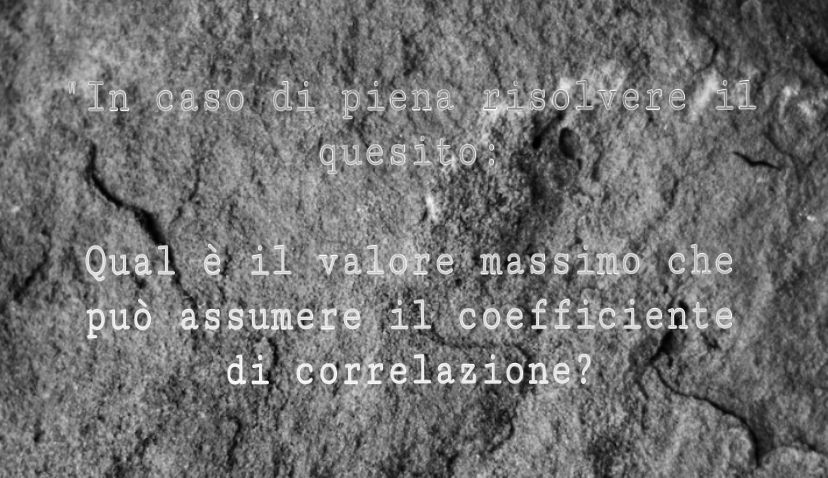 "In caso di piena risolvere il
quesito:
Qual è il valore massimo che
può assumere il coefficiente
di correlazione?